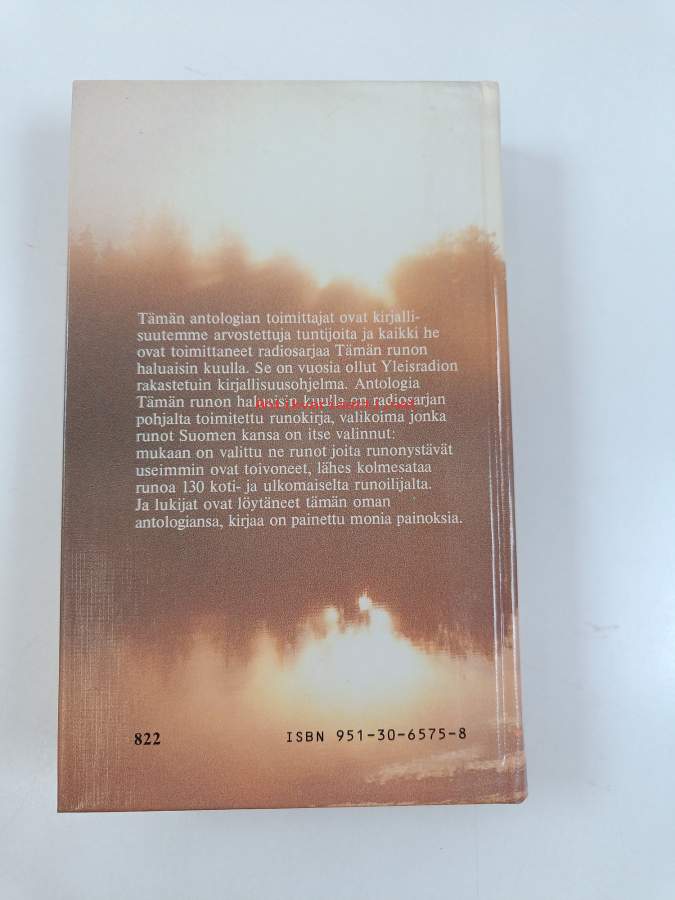 Tämän antologian toimittajat ovat kirjalli-
suutemme arvostettuja tuntijoita ja kaikki he
ovat toimittaneet radiosarjaa Tämän runon
haluaisin kuulla. Se on vuosia ollut Yleisradion
rakastetuin kirjallisuusohjelma. Antologia
Tämän runon haluaisin kuulla on radiosarjan
pohjalta toimitettu runokirja, valikoima jonka
runot Suomen kansa on itse valinnut:
mukaan on valittu ne runot joita runonystävät
useimmin ovat toivoneet, lähes kolmesataa
runoa 130 koti- ja ulkomaiselta runoilijalta.
Ja lukijat ovat löytäneet tämän oman
antologiansa, kirjaa on painettu monia painoksia.
822
ISBN 951-30-6575-8